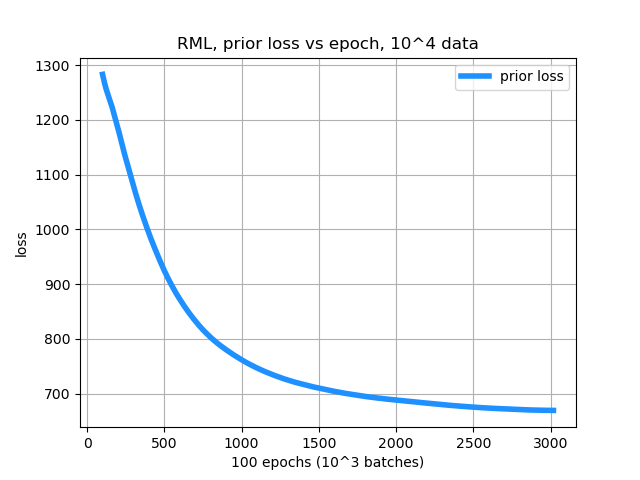 RML, prior loss vs epoch, 10^4 data
prior loss
1300
1200
1100
1000
900
800
700
loss
0 500 1000 1500 2000 2500 3000
100 epochs (10^3 batches)